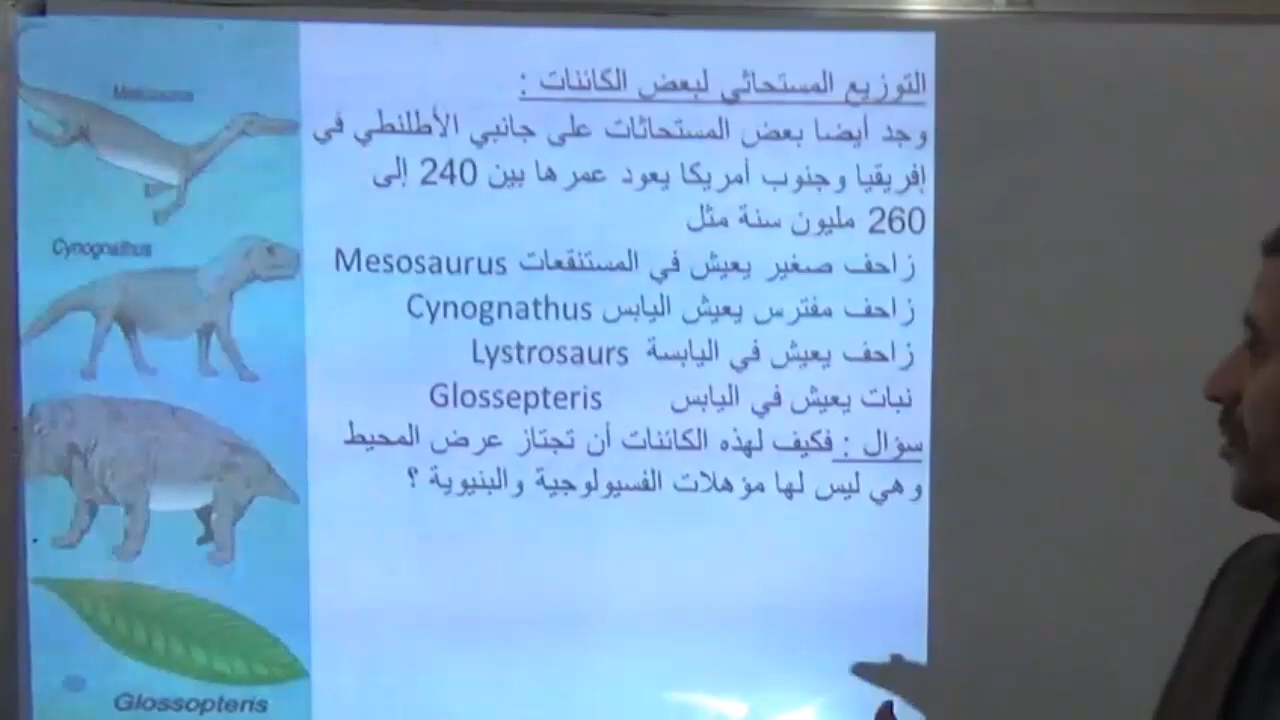 التوزيع المستحاثي لبعض الكائنات :
وجد أيضا بعض المستحاثات على جانبي الأطلنطي في
إفريقيا وجنوب أمريكا يعود عمرها بين 240 إلى
260 مليون سنة مثل
زاحف صغير يعيش في المستنقعات Mesosaurus
زاحف مفترس يعيش اليابس Cynognathus
زاحف يعيش في اليابسة Lystrosaurs
نبات يعيش في اليابس Glossepteris
سؤال : فكيف لهذه الكائنات أن تجتاز عرض المحيط
وهي ليس لها مؤهلات الفسيولوجية والبنيوية ؟
Mesosaurus
Cynognathus
Glossopteris